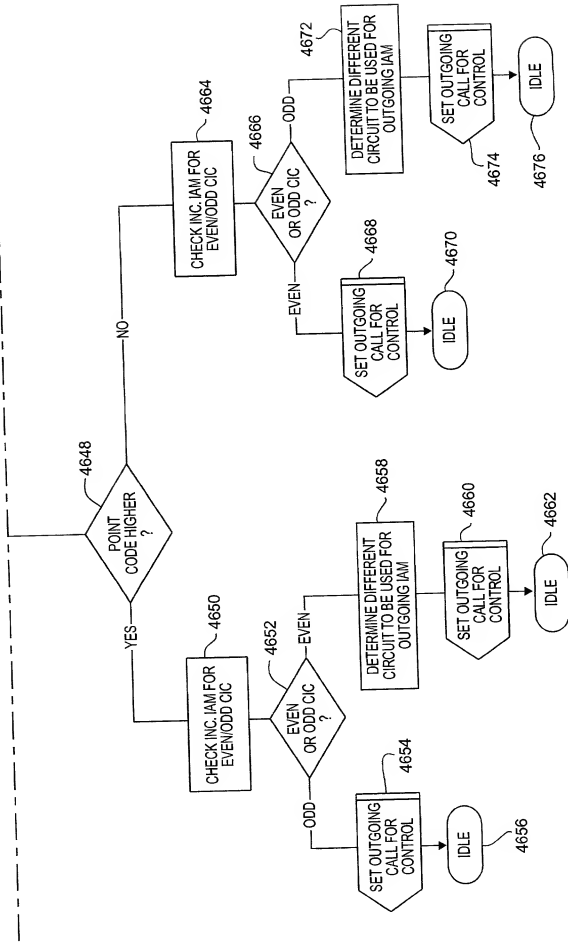 4648
POINT
CODE HIGHER
?
YES
NO
4650
CHECK INC. IAM FOR
EVEN/ODD CIC
4652
EVEN
OR ODD CIC
?
ODD
EVEN
4654
SET OUTGOING
CALL FOR
CONTROL
IDLE
4656
4658
DETERMINE DIFFERENT
CIRCUIT TO BE USED FOR
OUTGOING IAM
4660
SET OUTGOING
CALL FOR
CONTROL
4662
IDLE
4664
CHECK INC. IAM FOR
EVEN/ODD CIC
4666
EVEN
OR ODD CIC
?
EVEN
ODD
4668
SET OUTGOING
CALL FOR
CONTROL
4670
IDLE
4672
DETERMINE DIFFERENT
CIRCUIT TO BE USED FOR
OUTGOING IAM
SET OUTGOING
CALL FOR
CONTROL
4674
IDLE
4676